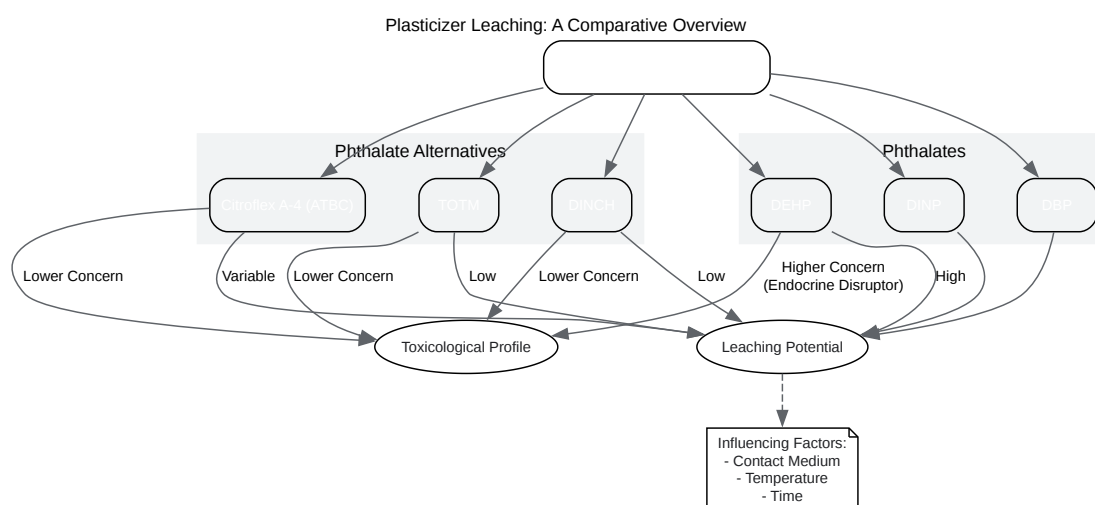 Plasticizer Leaching: A Comparative Overview
Phthalate Alternatives
Phthalates
Citroflex A-4 (ATBC)
TOTM
DINCH
DEHP
DINP
DBP
Lower Concern
Variable
Lower Concern
Low
Lower Concern
Low
Higher Concern
(Endocrine Disruptor)
High
Toxicological Profile
Leaching Potential
Influencing Factors:
- Contact Medium
- Temperature
- Time